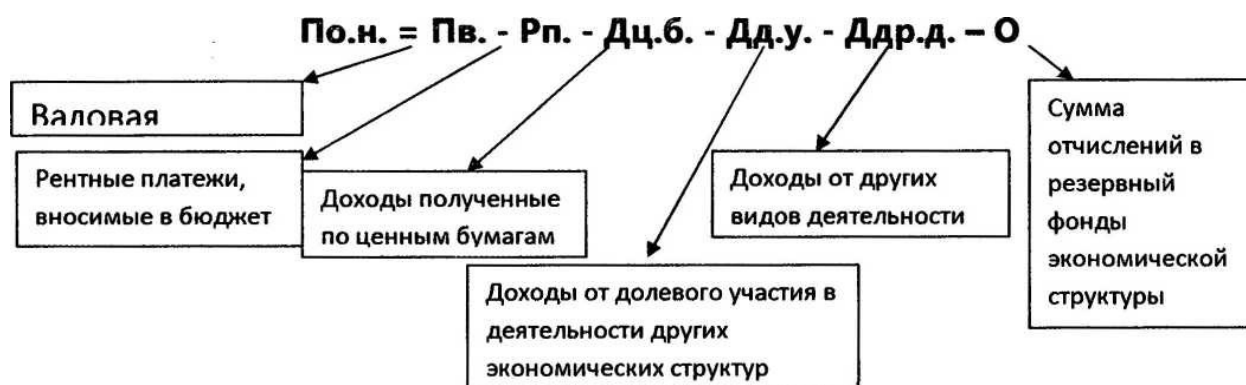 По.н. = Пв. - Рп. - Дц.б. - Дд.у. - Ддр.д. – О
Валовая
Рентные платежи,
вносимые в бюджет
Доходы полученные
по ценным бумагам
Доходы от долевого участия в
деятельности других
экономических структур
Доходы от других
видов деятельности
Сумма
отчислений в
резервный
фонды
экономической
структуры